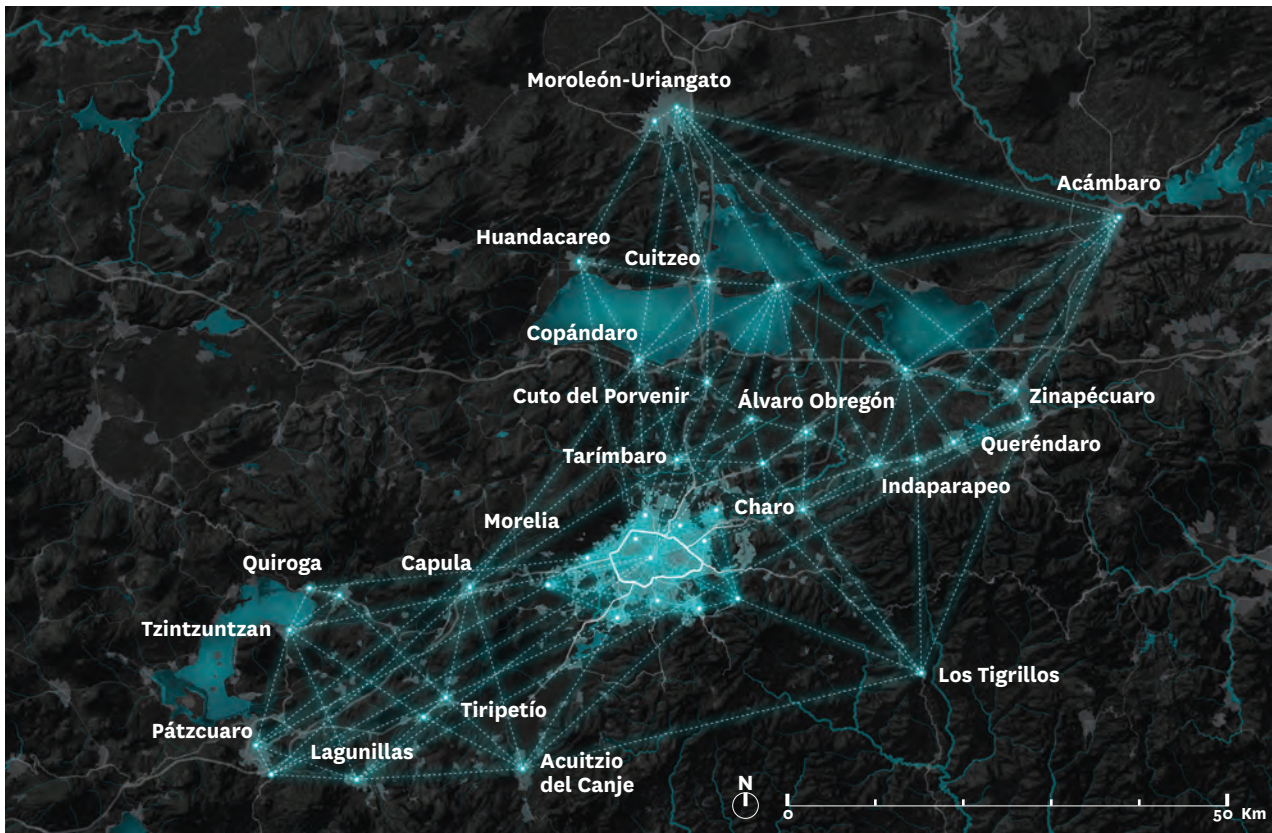 Moroleón-Uriangato
Acámbaro
Huandacareo
Cuitzeo
Copándaro
Cuto del Porvenir
Álvaro Obregón
Zinapécuaro
Queréndaro
Tarímbaro
Indaparapeo
Charo
Morelia
Quiroga
Capula
Tzintzuntzan
Los Tigrillos
Tiripetío
Pátzcuaro
Lagunillas
Acuitzio
del Canje
N
0
50 Km